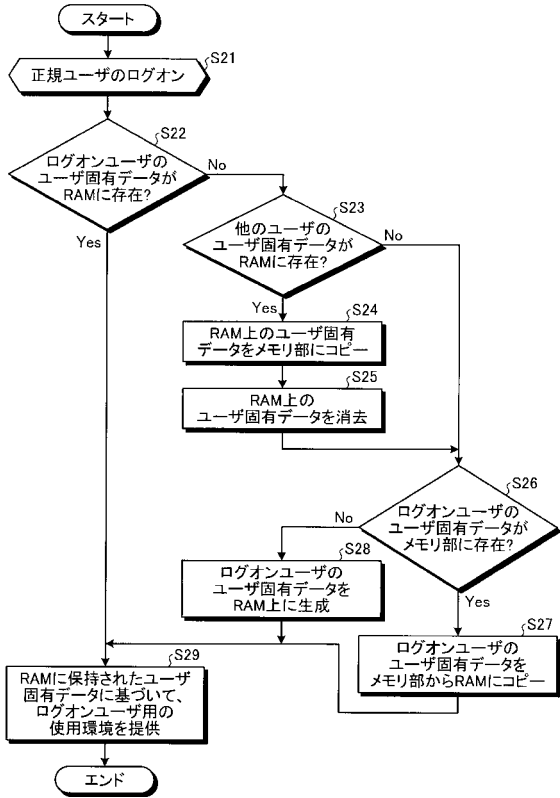 スタート
S21
正規ユーザのログオン
S22
ログオンユーザの
ユーザ固有データが
RAMに存在?
No
Yes
S23
他のユーザの
ユーザ固有データが
RAMに存在?
No
Yes
S24
RAM上のユーザ固有
データをメモリ部にコピー
S25
RAM上の
ユーザ固有データを消去
S26
ログオンユーザの
ユーザ固有データが
メモリ部に存在?
No
Yes
S28
ログオンユーザの
ユーザ固有データを
RAM上に生成
S27
ログオンユーザの
ユーザ固有データを
メモリ部からRAMにコピー
S29
RAMに保持されたユーザ
固有データに基づいて、
ログオンユーザ用の
使用環境を提供
エンド